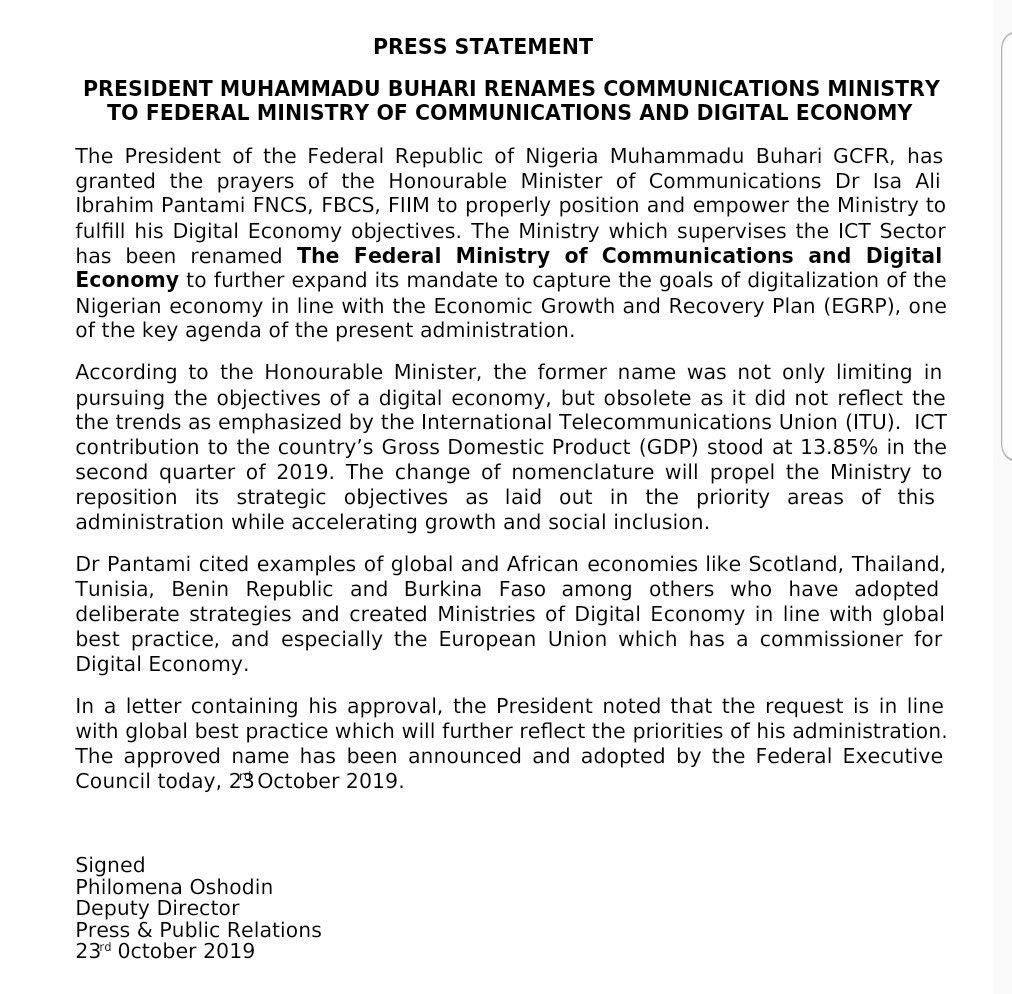 PRESS STATEMENT
PRESIDENT MUHAMMADU BUHARI RENAMES COMMUNICATIONS MINISTRY
TO FEDERAL MINISTRY OF COMMUNICATIONS AND DIGITAL ECONOMY
The President of the Federal Republic of Nigeria Muhammadu Buhari GCFR, has
granted the prayers of the Honourable Minister of Communications Dr Isa Ali
Ibrahim Pantami FNCS, FBCS, FIIM to properly position and empower the Ministry to
fulfill his Digital Economy objectives. The Ministry which supervises the ICT Sector
has been renamed The Federal Ministry of Communications and Digital
Economy to further expand its mandate to capture the goals of digitalization of the
Nigerian economy in line with the Economic Growth and Recovery Plan (EGRP), one
of the key agenda of the present administration.
According to the Honourable Minister, the former name was not only limiting in
pursuing the objectives of a digital economy, but obsolete as it did not reflect the
the trends as emphasized by the International Telecommunications Union (ITU).  ICT
contribution to the country’s Gross Domestic Product (GDP) stood at 13.85% in the
second quarter of 2019. The change of nomenclature will propel the Ministry to
reposition its strategic objectives as laid out in the priority areas of this
administration while accelerating growth and social inclusion.
Dr Pantami cited examples of global and African economies like Scotland, Thailand,
Tunisia, Benin Republic and Burkina Faso among others who have adopted
deliberate strategies and created Ministries of Digital Economy in line with global
best practice, and especially the European Union which has a commissioner for
Digital Economy.
In a letter containing his approval, the President noted that the request is in line
with global best practice which will further reflect the priorities of his administration.
The approved name has been announced and adopted by the Federal Executive
Council today, 23rd October 2019.
Signed
Philomena Oshodin
Deputy Director
Press & Public Relations
23rd 0ctober 2019